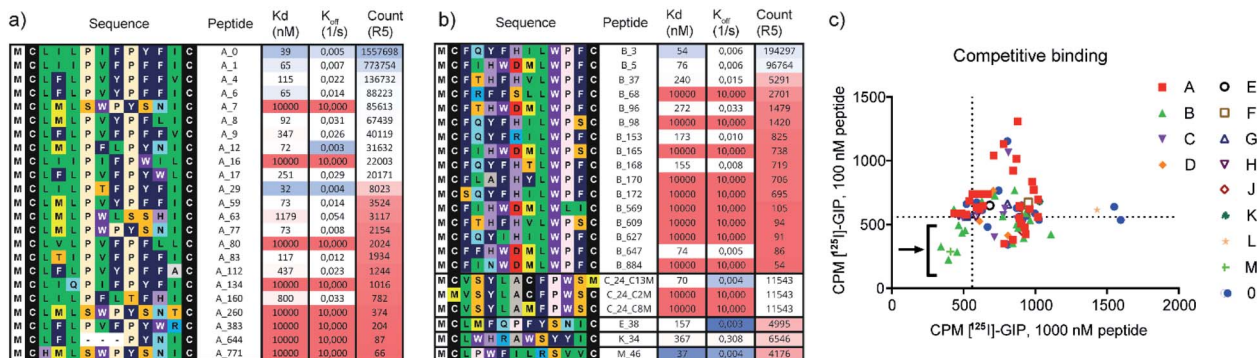 a)
Sequence Peptide Kd (nM) Koff (1/s) Count (R5)
M C L I L P I F P Y F I C A_0 39 0,005 1557698
M C L I I P V F P Y F I C A_1 65 0,007 773754
M C L F L P V Y P F F V C A_4 115 0,022 136732
M C L F L P V Y P F F I C A_6 65 0,014 88223
M C L M L S W P Y S N I C A_7 10000 10,000 85613
M C L M L P V Y P F L I C A_8 92 0,031 67439
M C L F L P V F P F F V C A_9 347 0,026 40119
M C L M L P F L P Y N I C A_12 72 0,003 31632
M C L I I P I F P W I L C A_16 10000 10,000 22003
M C L I L P V F P Y W L C A_17 251 0,029 20171
M C L I L P T F P Y F I C A_29 32 0,004 8023
M C L M L P V F P Y F I C A_59 73 0,014 3524
M C L M L P W L S S H I C A_63 1179 0,054 3117
M C L M L P W P Y S N I C A_77 73 0,008 2154
M C L V L P V F P F L L C A_80 10000 10,000 2024
M C L T I P V F P Y F I C A_83 117 0,012 1934
A_112 437 0,023 1244
M C L I Q P I F P Y F I C A_134 10000 10,000 1016
A_160 800 0,033 782
M C L A L S W P Y S N T C A_260 10000 10,000 374
M C L I L P V F P Y W R C A_383 10000 10,000 204
A_644 10000 10,000 87
M C H M L S W P Y S N I C A_771 10000 10,000 66
b)
Sequence Peptide Kd (nM) Koff (1/s) Count (R5)
M C F Q Y F H I L W P F C B_3 54 0,006 194297
M C F I H W D M L W P F C B_5 76 0,006 96764
M C F T H F H V L W P F C B_37 240 0,015 5291
M C F R F F S L W P F C B_68 10000 10,000 2701
M C F T H W D M L W P F C B_96 272 0,033 1479
B_98 10000 10,000 1420
B_153 173 0,010 825
B_165 10000 10,000 738
M C F Q Y F H T L W P F C B_168 155 0,008 719
B_170 10000 10,000 706
M C S Q Y F H I L W P F C B_172 10000 10,000 695
M C F I H W D M L W L I C B_569 10000 10,000 105
B_609 10000 10,000 94
M C F Q Y I H I L W P F C B_627 10000 10,000 91
B_647 74 0,005 86
M C F I N W D M L W P F C B_884 10000 10,000 54
M C V S Y L A C F P W S M C_24_C13M 70 0,004 11543
M M V S Y L A C F P W S C C_24_C2M 10000 10,000 11543
M C V S Y L A M F P W S C C_24_C8M 10000 10,000 11543
M C L M F Q P F Y S N I C E_38 157 0,003 4995
M C L W H R A W S Y Y I C K_34 367 0,308 6546
M C P W F I L R S V V C M_46 37 0,004 4176
c)
Competitive binding
CPM [¹²⁵I]-GIP, 100 nM peptide
1500
1000
500
0
0 500 1000 1500 2000
CPM [¹²⁵I]-GIP, 1000 nM peptide
A E
B F
C G
D H
J
K
L
M
0